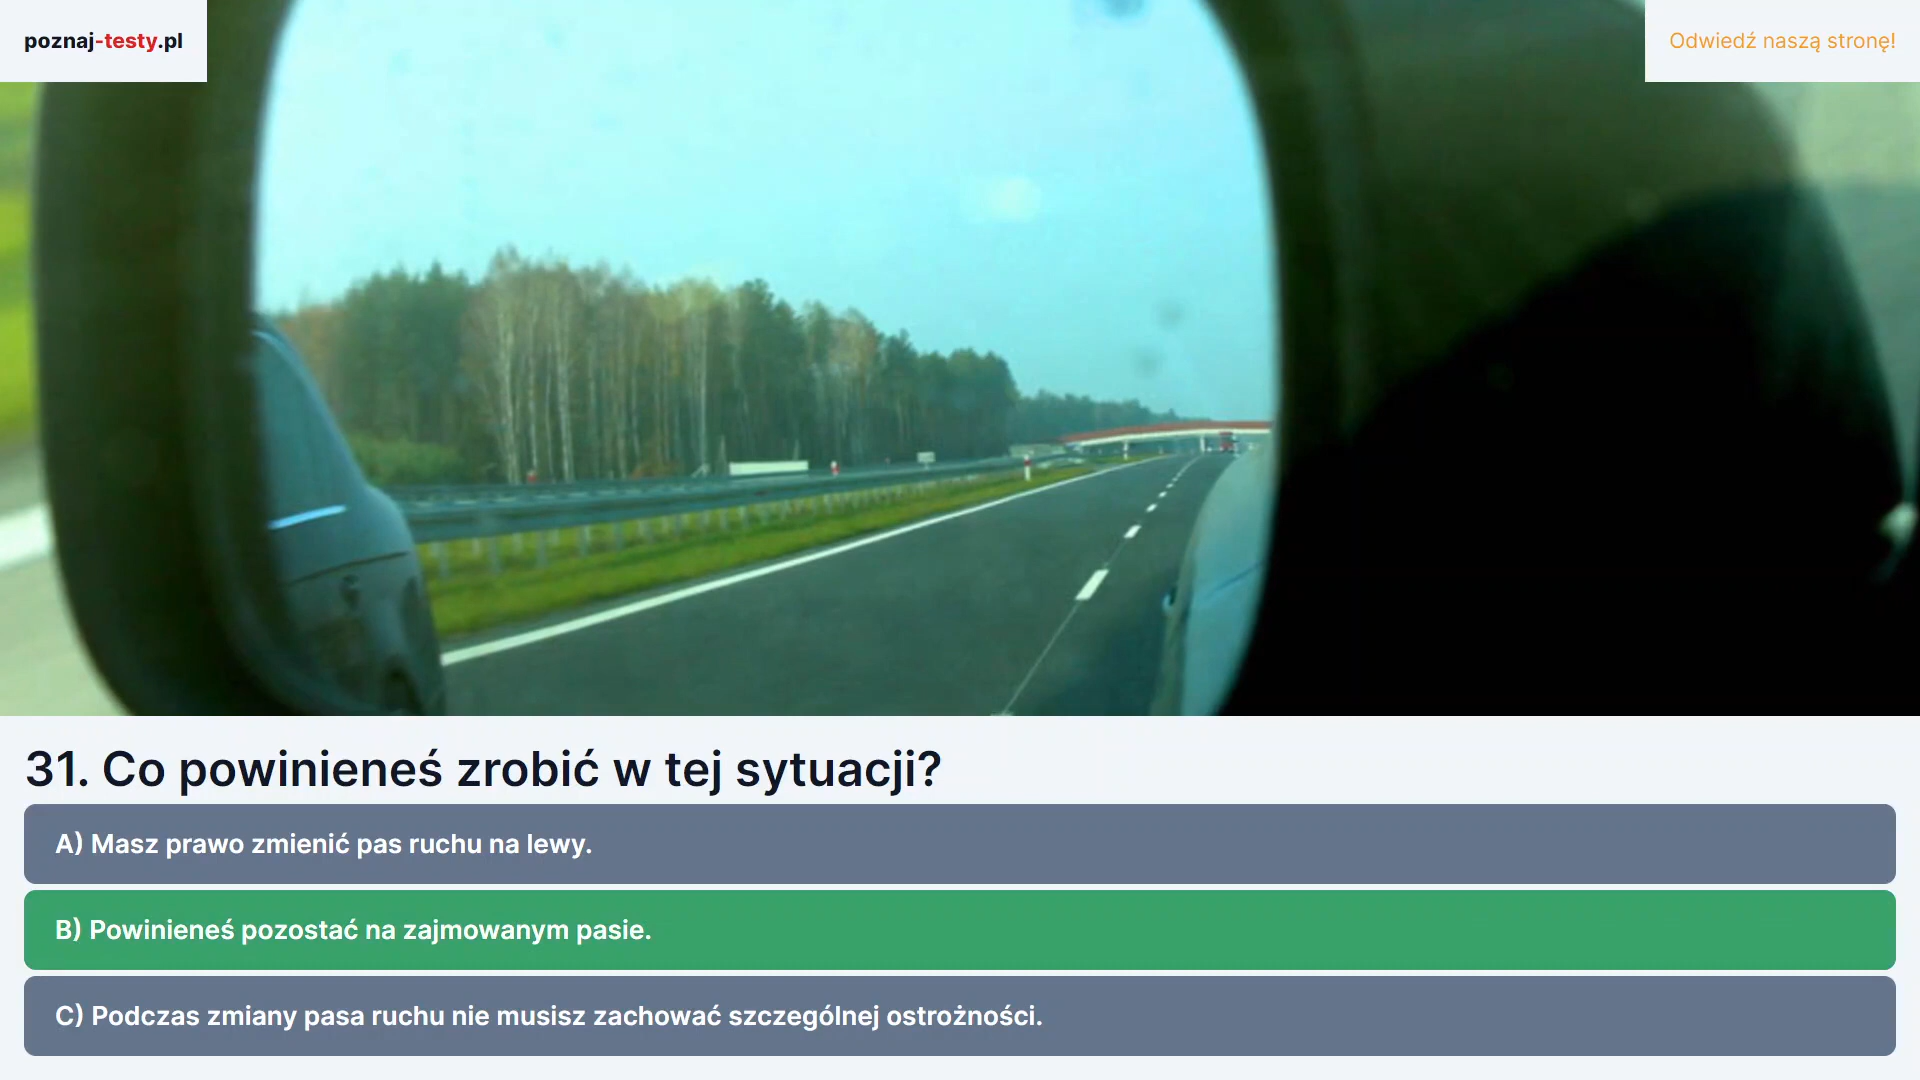 poznaj-testy.pl
Odwiedź naszą stronę!
31. Co powinieneś zrobić w tej sytuacji?
A) Masz prawo zmienić pas ruchu na lewy.
B) Powinieneś pozostać na zajmowanym pasie.
C) Podczas zmiany pasa ruchu nie musisz zachować szczególnej ostrożności.